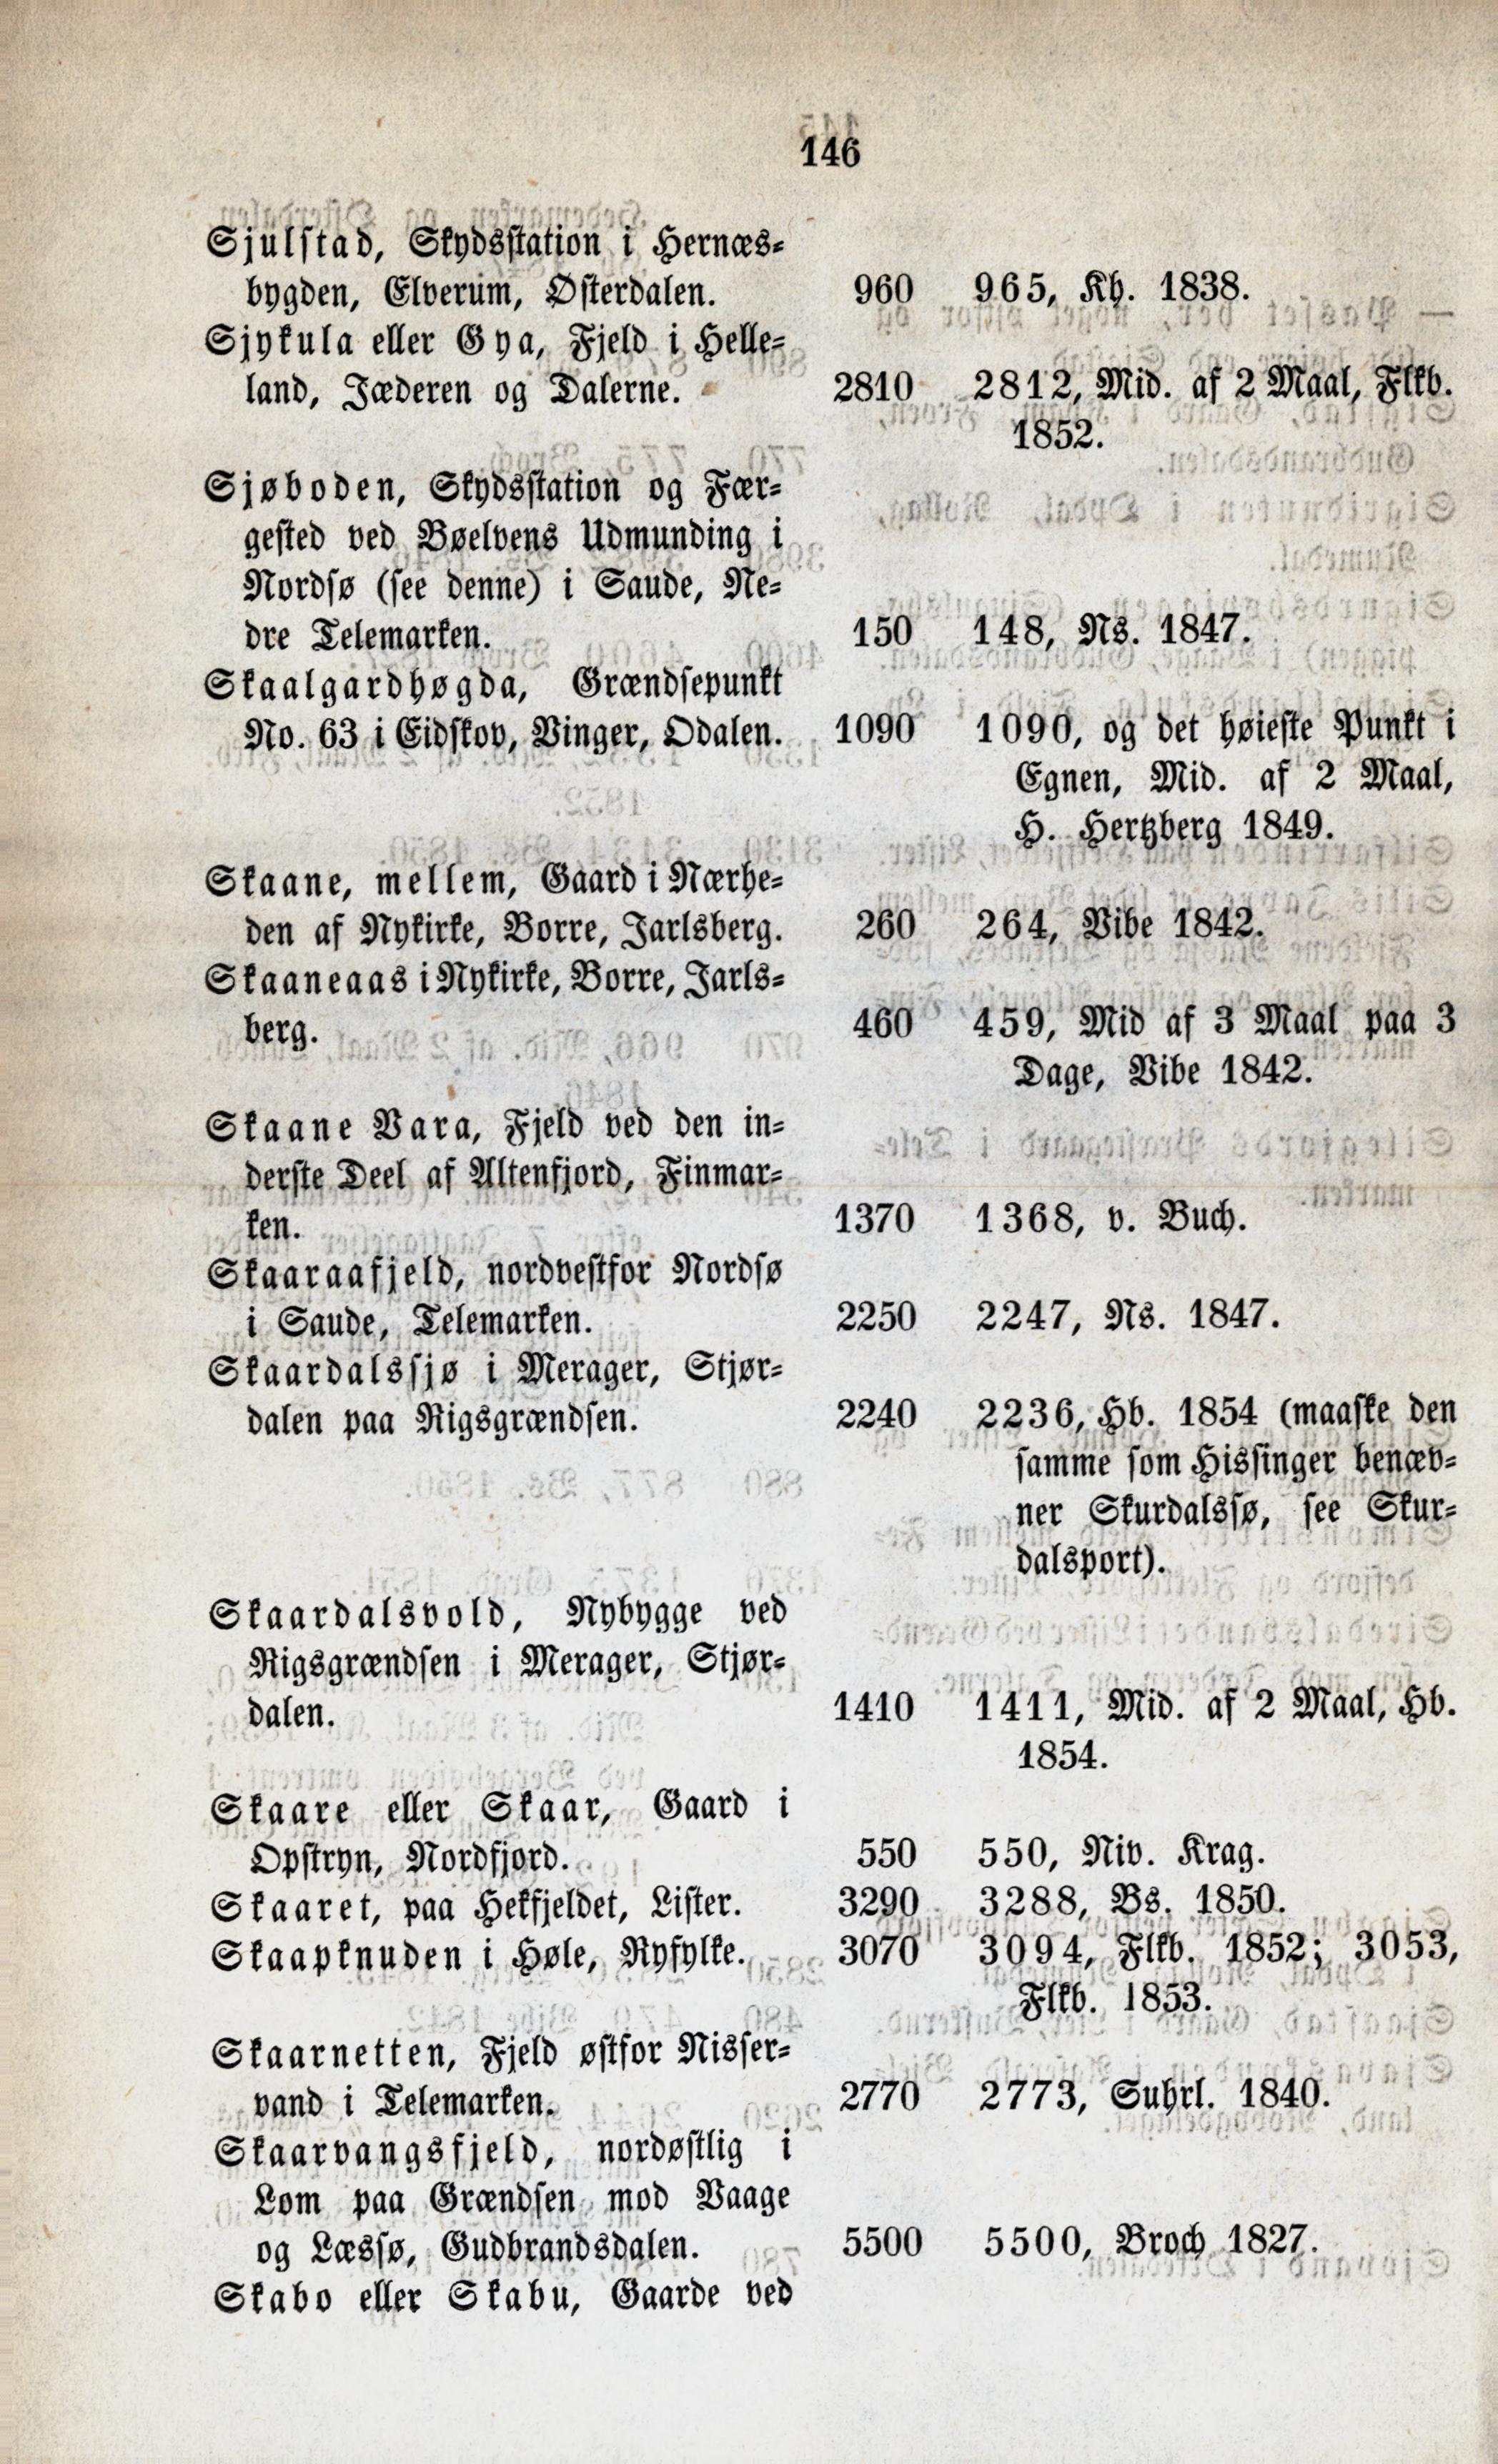 146
Sjulstad, Skydsstation i Hernæs-
bygden, Elverum, Østerdalen. 960 965, Kh. 1838.
Sjykula eller Gya, Fjeld i Helle-
land, Jæderen og Dalerne. 2810 2812, Mid. af 2 Maal, Flkb.
1852.
Sjøboden, Skydsstation og Fær-
gested ved Bøelvens Udmunding i
Nordsø (see denne) i Saude, Ne-
dre Telemarken. 150 148, Ns. 1847.
Skaalgardhøgda, Grændsepunkt
No. 63 i Eidskov, Vinger, Odalen. 1090 1090, og det høieste Punkt i
Egnen, Mid. af 2 Maal,
H. Hertzberg 1849.
Skaane, mellem, Gaard i Nærhe-
den af Nykirke, Borre, Jarlsberg. 260 264, Vibe 1842.
Skaaneaas i Nykirke, Borre, Jarls-
berg. 460 459, Mid af 3 Maal paa 3
Dage, Vibe 1842.
Skaane Vara, Fjeld ved den in-
derste Deel af Altenfjord, Finmar-
ken. 1370 1368, v. Buch.
Skaaraafjeld, nordvestfor Nordsø
i Saude, Telemarken. 2250 2247, Ns. 1847.
Skaardalssjø i Merager, Stjør-
dalen paa Rigsgrændsen. 2240 2236, Hb. 1854 (maaske den
samme som Hissinger benæv-
ner Skurdalssø, see Skur-
dalsport).
Skaardalsvold, Nybygge ved
Rigsgrændsen i Merager, Stjør-
dalen. 1410 1411, Mid. af 2 Maal, Hb.
1854.
Skaare eller Skaar, Gaard i
Opstryn, Nordfjord. 550 550, Niv. Krag.
Skaaret, paa Hekfjeldet, Lister. 3290 3288, Bs. 1850.
Skaapknuden i Høle, Ryfylke. 3070 3094, Flkb. 1852; 3053,
Flkb. 1853.
Skaarnetten, Fjeld østfor Nisser-
vand i Telemarken. 2770 2773, Suhrl. 1840.
Skaarvangsfjeld, nordøstlig i
Lom paa Grændsen mod Vaage
og Læssø, Gudbrandsdalen. 5500 5500, Broch 1827.
Skabo eller Skabu, Gaarde ved